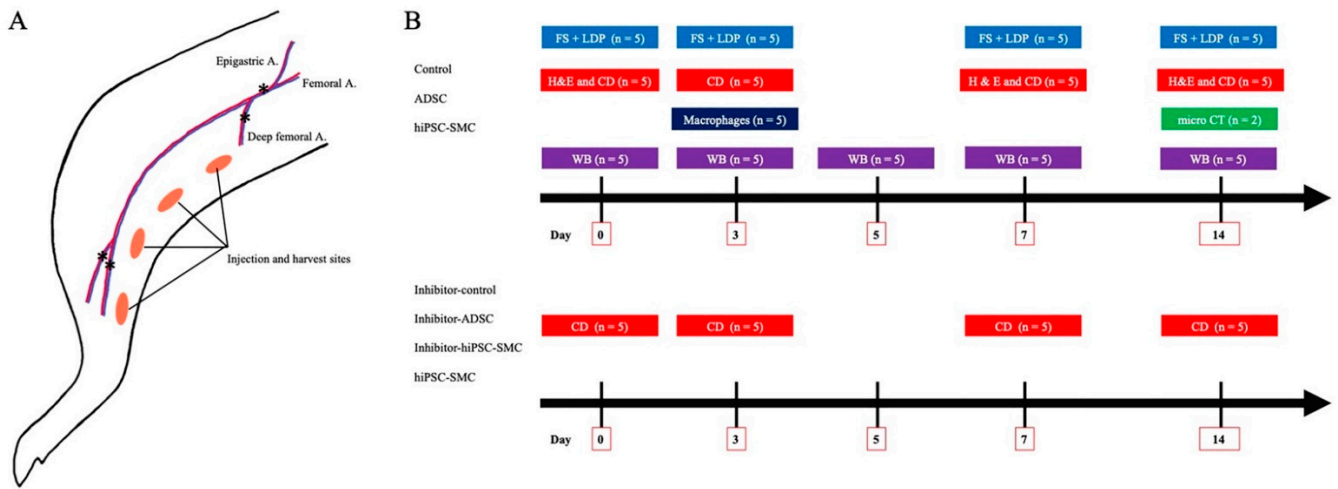 A
Epigastric A.
Femoral A.
Deep femoral A.
Injection and harvest sites
*
*
*
*
B
Control
ADSC
hiPSC-SMC
FS + LDP (n = 5) FS + LDP (n = 5) FS + LDP (n = 5) FS + LDP (n = 5)
H&E and CD (n = 5) CD (n = 5) H & E and CD (n = 5) H&E and CD (n = 5)
Macrophages (n = 5) micro CT (n = 2)
WB (n = 5) WB (n = 5) WB (n = 5) WB (n = 5) WB (n = 5)
Day 0 3 5 7 14
Inhibitor-control
Inhibitor-ADSC
Inhibitor-hiPSC-SMC
hiPSC-SMC
CD (n = 5) CD (n = 5) CD (n = 5) CD (n = 5)
Day 0 3 5 7 14